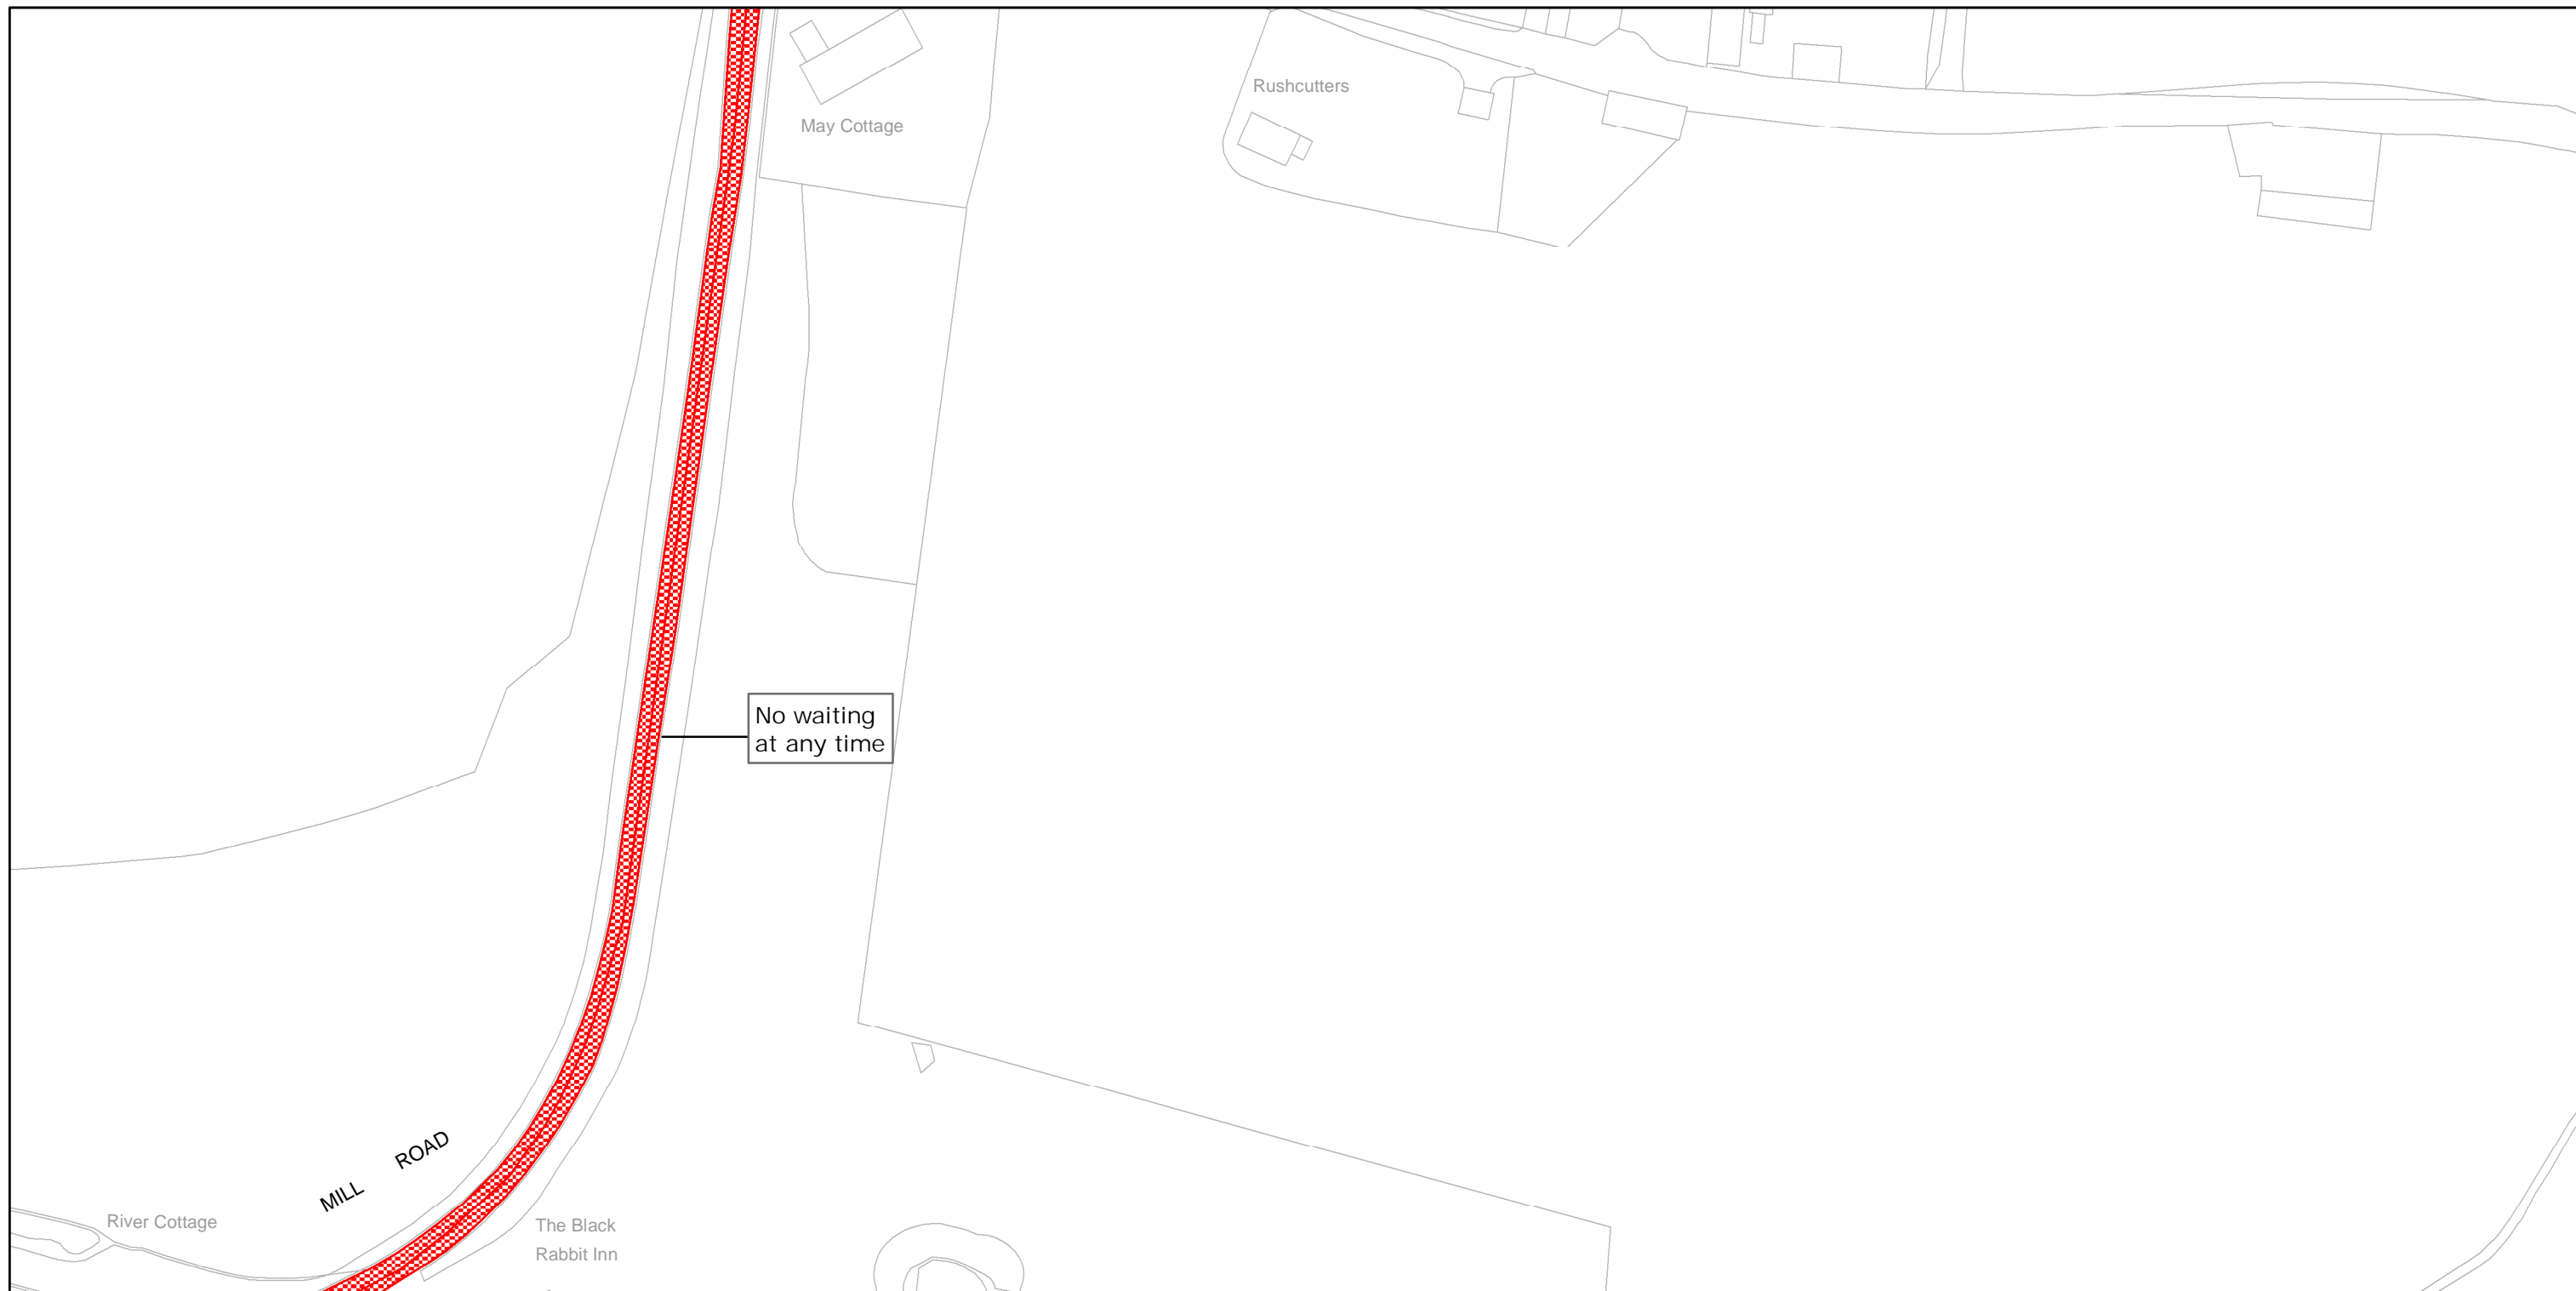 Rushcutters
May Cottage
No waiting
at any time
MILL ROAD
River Cottage
The Black
Rabbit Inn